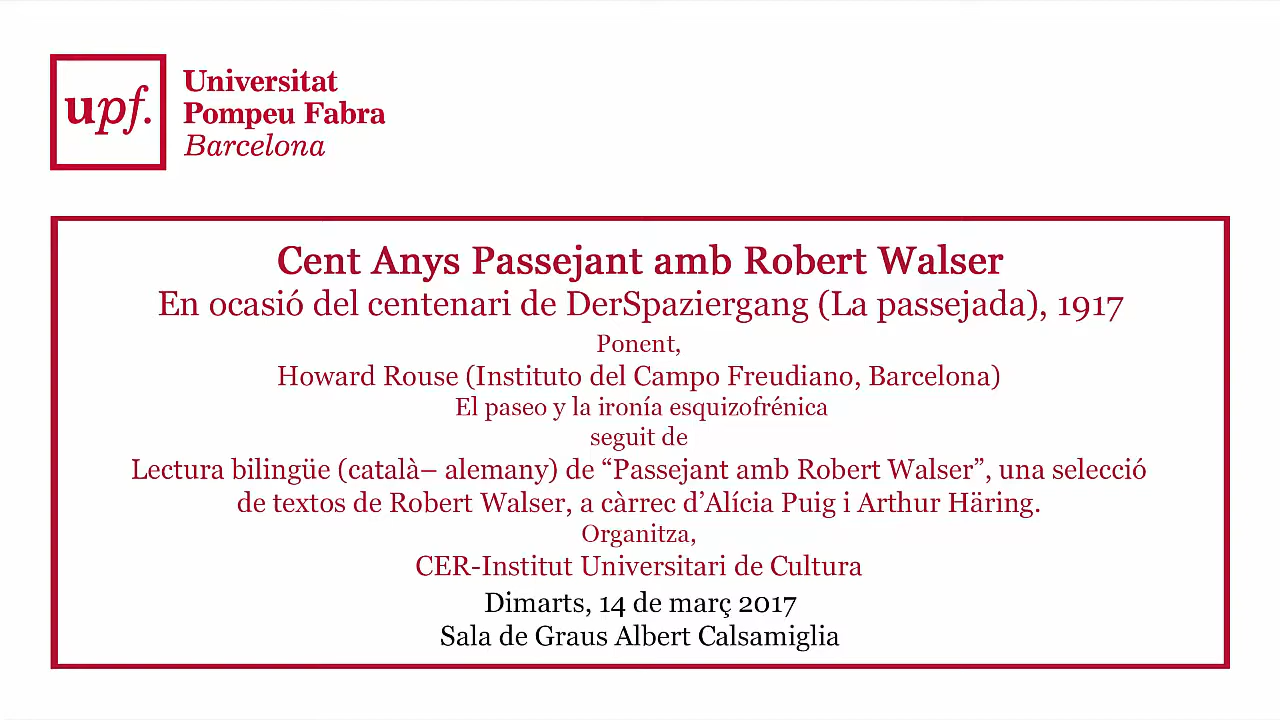 upf.
Universitat
Pompeu Fabra
Barcelona
Cent Anys Passejant amb Robert Walser
En ocasió del centenari de DerSpaziergang (La passejada), 1917
Ponent,
Howard Rouse (Instituto del Campo Freudiano, Barcelona)
El paseo y la ironía esquizofrénica
seguit de
Lectura bilingüe (català– alemany) de “Passejant amb Robert Walser”, una selecció
de textos de Robert Walser, a càrrec d’Alícia Puig i Arthur Häring.
Organitza,
CER-Institut Universitari de Cultura
Dimarts, 14 de març 2017
Sala de Graus Albert Calsamiglia